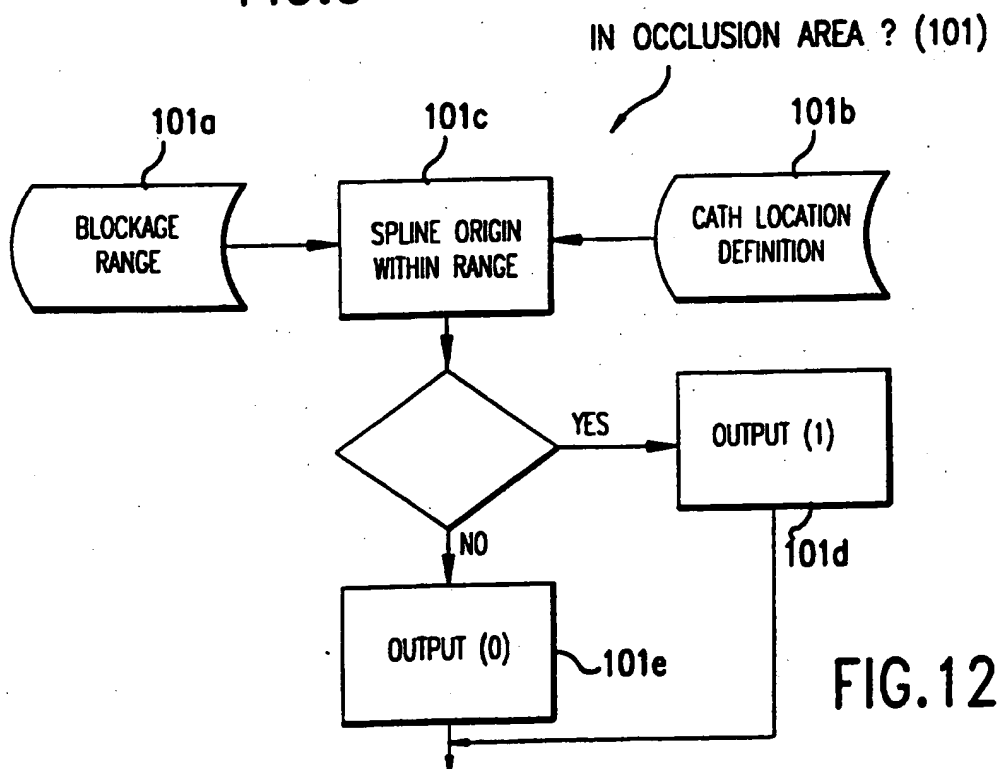 IN OCCLUSION AREA ? (101)
101a
101c
101b
BLOCKAGE
RANGE
SPLINE ORIGIN
WITHIN RANGE
CATH LOCATION
DEFINITION
YES
OUTPUT (1)
101d
NO
OUTPUT (0)
101e
FIG.12